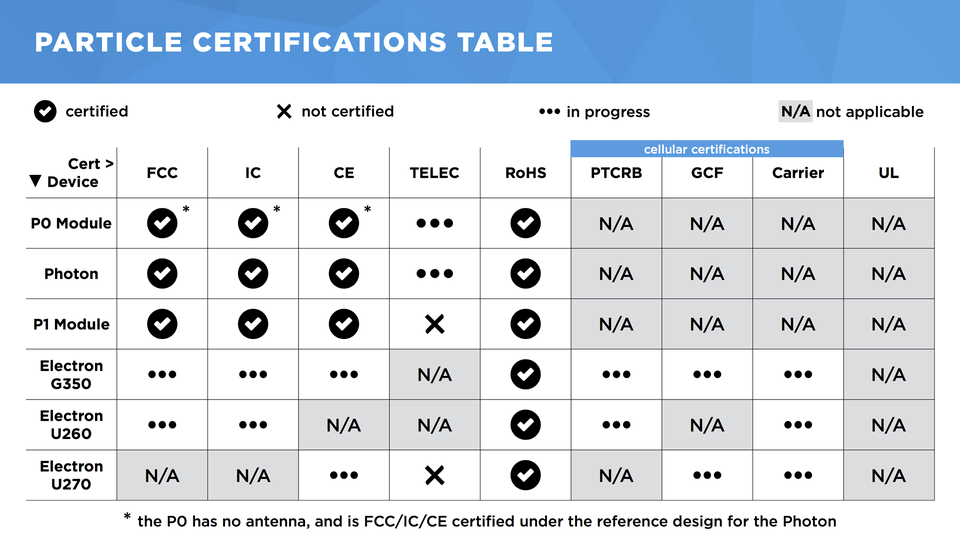 PARTICLE CERTIFICATIONS TABLE
certified not certified in progress N/A not applicable
cellular certifications
Cert >
Device FCC IC CE TELEC RoHS PTCRB GCF Carrier UL
P0 Module * * * N/A N/A N/A N/A
Photon N/A N/A N/A N/A
P1 Module N/A N/A N/A N/A
Electron
G350 N/A N/A
Electron
U260 N/A N/A N/A N/A
Electron
U270 N/A N/A N/A N/A
* the P0 has no antenna, and is FCC/IC/CE certified under the reference design for the Photon